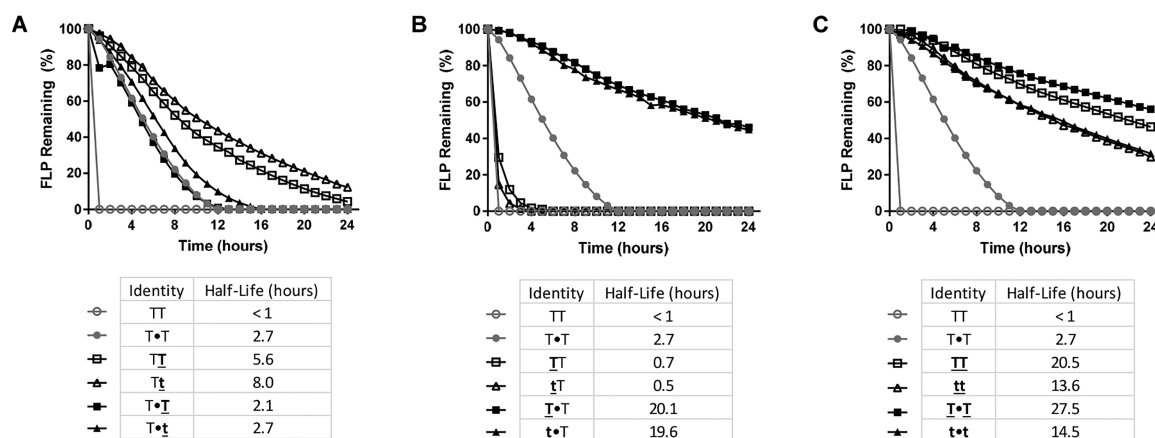 A
B
C
FLP Remaining (%)
100
80
60
40
20
0
0 4 8 12 16 20 24
Time (hours)
FLP Remaining (%)
100
80
60
40
20
0
0 4 8 12 16 20 24
Time (hours)
FLP Remaining (%)
100
80
60
40
20
0
0 4 8 12 16 20 24
Time (hours)
Identity Half-Life (hours)
TT < 1
T•T 2.7
TT 5.6
Tt 8.0
T•T 2.1
T•t 2.7
Identity Half-Life (hours)
TT < 1
T•T 2.7
TT 0.7
tT 0.5
T•T 20.1
t•T 19.6
Identity Half-Life (hours)
TT < 1
T•T 2.7
TT 20.5
tt 13.6
T•T 27.5
t•t 14.5